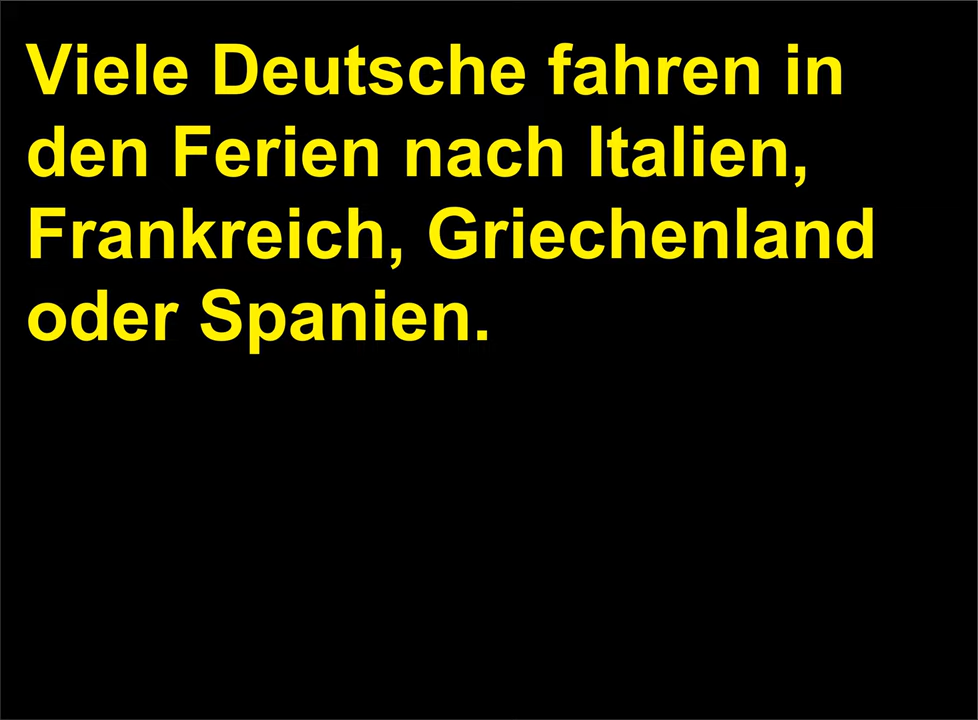 Viele Deutsche fahren in
den Ferien nach Italien,
Frankreich, Griechenland
oder Spanien.